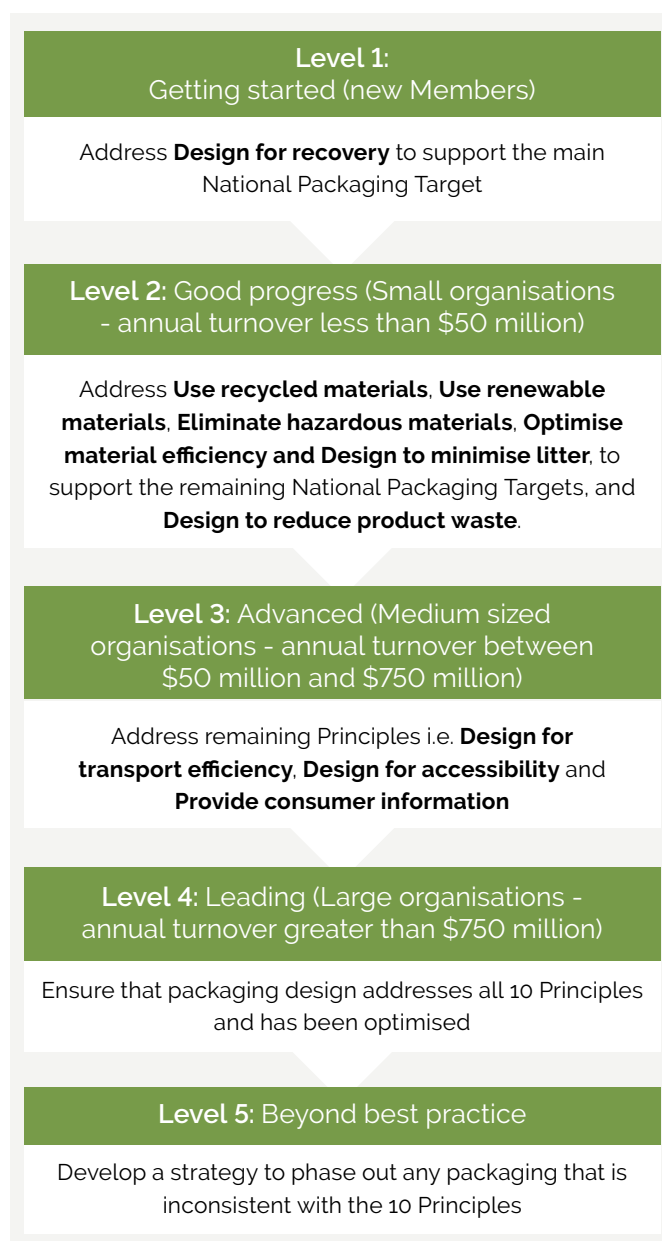 Level 1:
Getting started (new Members)
Address Design for recovery to support the main
National Packaging Target
Level 2: Good progress (Small organisations
- annual turnover less than $50 million)
Address Use recycled materials, Use renewable
materials, Eliminate hazardous materials, Optimise
material efficiency and Design to minimise litter, to
support the remaining National Packaging Targets, and
Design to reduce product waste.
Level 3: Advanced (Medium sized
organisations - annual turnover between
$50 million and $750 million)
Address remaining Principles i.e. Design for
transport efficiency, Design for accessibility and
Provide consumer information
Level 4: Leading (Large organisations -
annual turnover greater than $750 million)
Ensure that packaging design addresses all 10 Principles
and has been optimised
Level 5: Beyond best practice
Develop a strategy to phase out any packaging that is
inconsistent with the 10 Principles